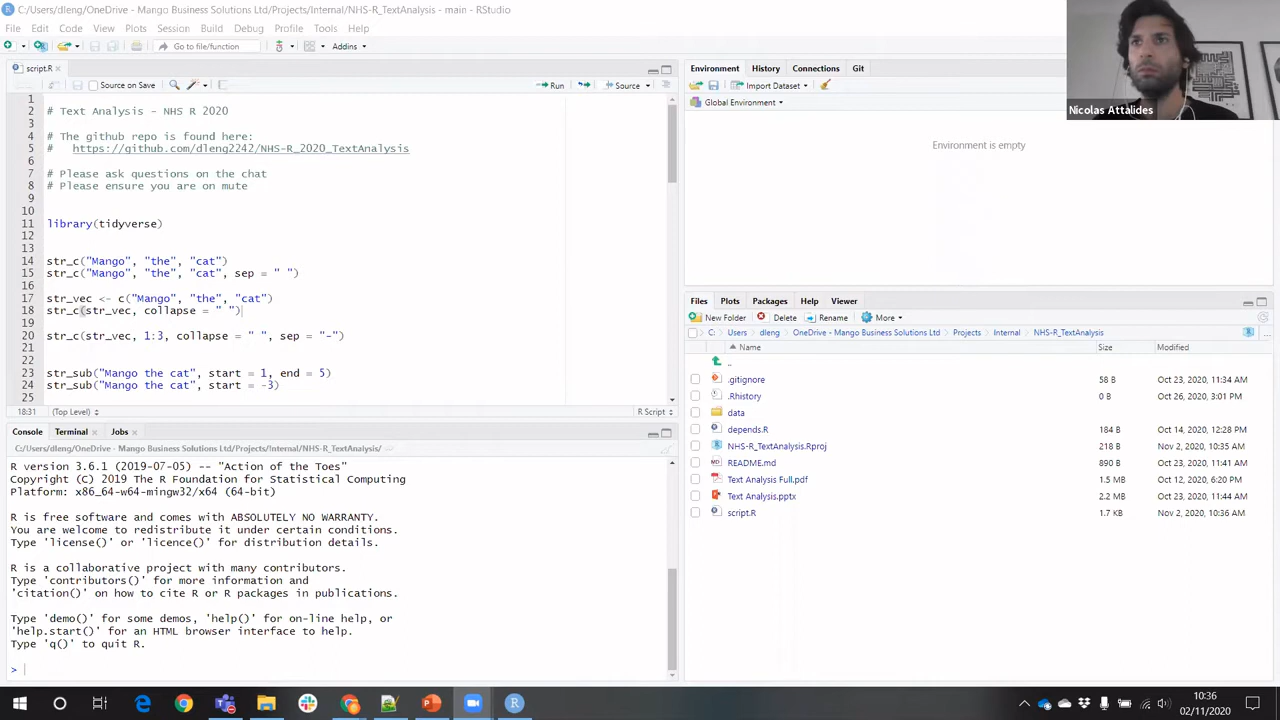 C:/Users/dleng/OneDrive - Mango Business Solutions Ltd/Projects/Internal/NHS-R_TextAnalysis - main - RStudio
File Edit Code View Plots Session Build Debug Profile Tools Help
Go to file/function Addins
script.R
Source on Save Run Source
1
2 # Text Analysis - NHS R 2020
3
4 # The github repo is found here:
5 # https://github.com/dleng2242/NHS-R_2020_TextAnalysis
6
7 # Please ask questions on the chat
8 # Please ensure you are on mute
9
10
11 library(tidyverse)
12
13
14 str_c("Mango", "the", "cat")
15 str_c("Mango", "the", "cat", sep = " ")
16
17 str_vec <- c("Mango", "the", "cat")
18 str_c(str_vec, collapse = " ")
19
20 str_c(str_vec, 1:3, collapse = " ", sep = "-")
21
22
23 str_sub("Mango the cat", start = 1, end = 5)
24 str_sub("Mango the cat", start = -3)
25
18:31 (Top Level) R Script
Console Terminal Jobs
C:/Users/dleng/OneDrive - Mango Business Solutions Ltd/Projects/Internal/NHS-R_TextAnalysis/
R version 3.6.1 (2019-07-05) -- "Action of the Toes"
Copyright (C) 2019 The R Foundation for Statistical Computing
Platform: x86_64-w64-mingw32/x64 (64-bit)
R is free software and comes with ABSOLUTELY NO WARRANTY.
You are welcome to redistribute it under certain conditions.
Type 'license()' or 'licence()' for distribution details.
R is a collaborative project with many contributors.
Type 'contributors()' for more information and
'citation()' on how to cite R or R packages in publications.
Type 'demo()' for some demos, 'help()' for on-line help, or
'help.start()' for an HTML browser interface to help.
Type 'q()' to quit R.
>
Environment History Connections Git
Import Dataset
Global Environment
Environment is empty
Files Plots Packages Help Viewer
New Folder Delete Rename More
C: Users dleng OneDrive - Mango Business Solutions Ltd Projects Internal NHS-R_TextAnalysis ...
Name Size Modified
..
.gitignore 58 B Oct 23, 2020, 11:34 AM
.Rhistory 0 B Oct 26, 2020, 3:01 PM
data
depends.R 184 B Oct 14, 2020, 12:28 PM
NHS-R_TextAnalysis.Rproj 218 B Nov 2, 2020, 10:35 AM
README.md 890 B Oct 23, 2020, 11:41 AM
Text Analysis Full.pdf 1.5 MB Oct 12, 2020, 6:20 PM
Text Analysis.pptx 2.2 MB Oct 23, 2020, 11:44 AM
script.R 1.7 KB Nov 2, 2020, 10:36 AM
Nicolas Attalides
10:36
02/11/2020